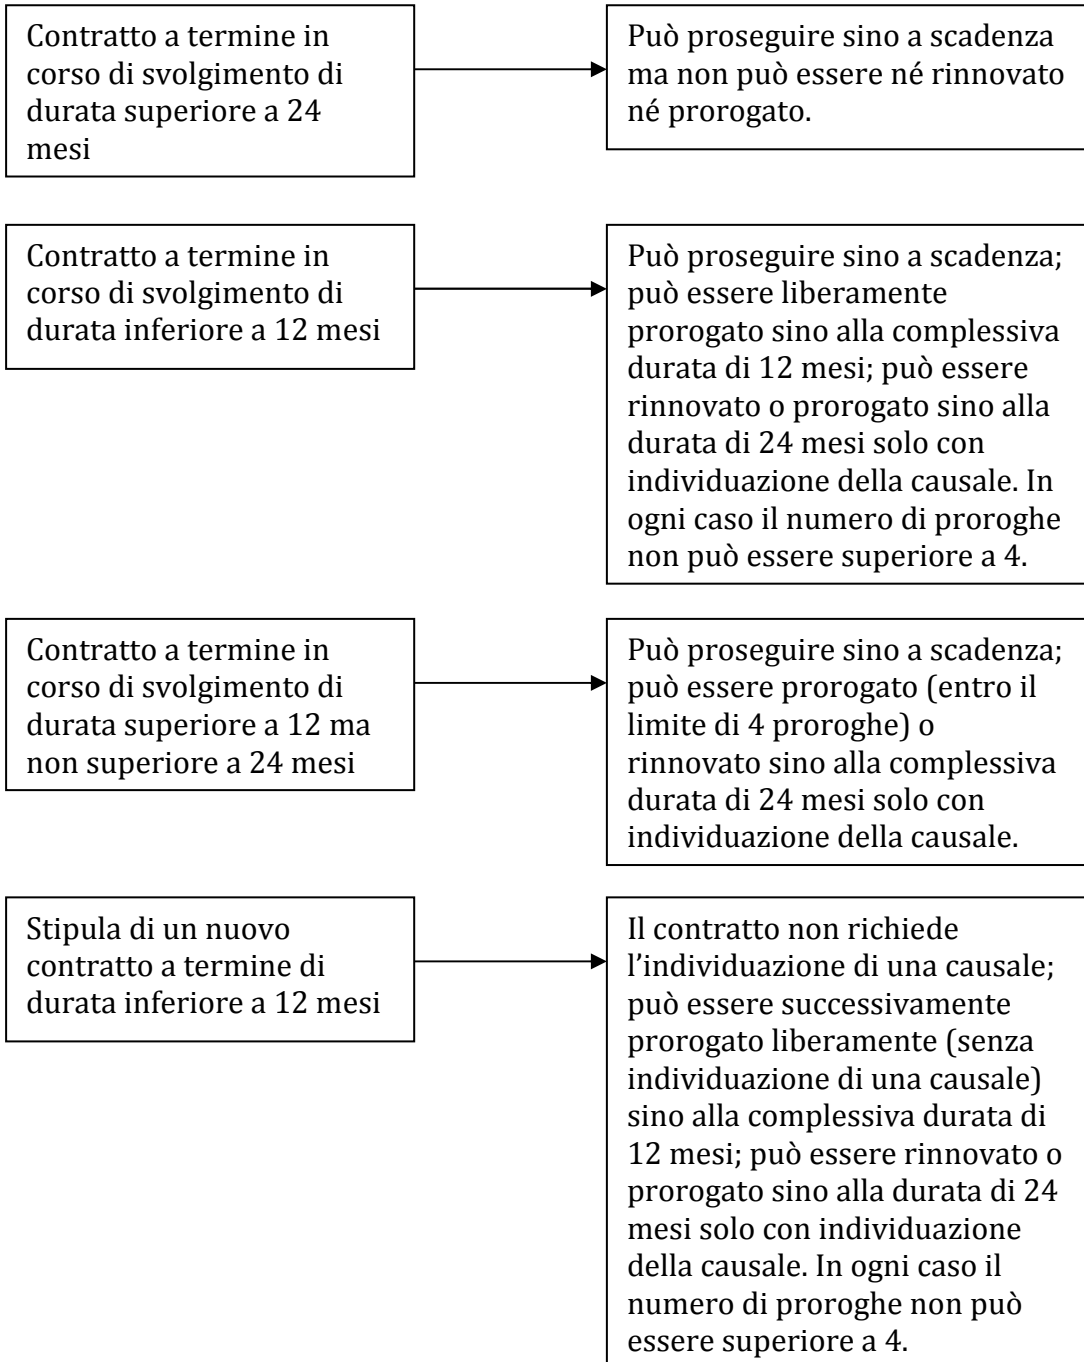 Contratto a termine in
corso di svolgimento di
durata superiore a 24
mesi
Può proseguire sino a scadenza
ma non può essere né rinnovato
né prorogato.
Contratto a termine in
corso di svolgimento di
durata inferiore a 12 mesi
Può proseguire sino a scadenza;
può essere liberamente
prorogato sino alla complessiva
durata di 12 mesi; può essere
rinnovato o prorogato sino alla
durata di 24 mesi solo con
individuazione della causale. In
ogni caso il numero di proroghe
non può essere superiore a 4.
Contratto a termine in
corso di svolgimento di
durata superiore a 12 ma
non superiore a 24 mesi
Può proseguire sino a scadenza;
può essere prorogato (entro il
limite di 4 proroghe) o
rinnovato sino alla complessiva
durata di 24 mesi solo con
individuazione della causale.
Stipula di un nuovo
contratto a termine di
durata inferiore a 12 mesi
Il contratto non richiede
l’individuazione di una causale;
può essere successivamente
prorogato liberamente (senza
individuazione di una causale)
sino alla complessiva durata di
12 mesi; può essere rinnovato o
prorogato sino alla durata di 24
mesi solo con individuazione
della causale. In ogni caso il
numero di proroghe non può
essere superiore a 4.